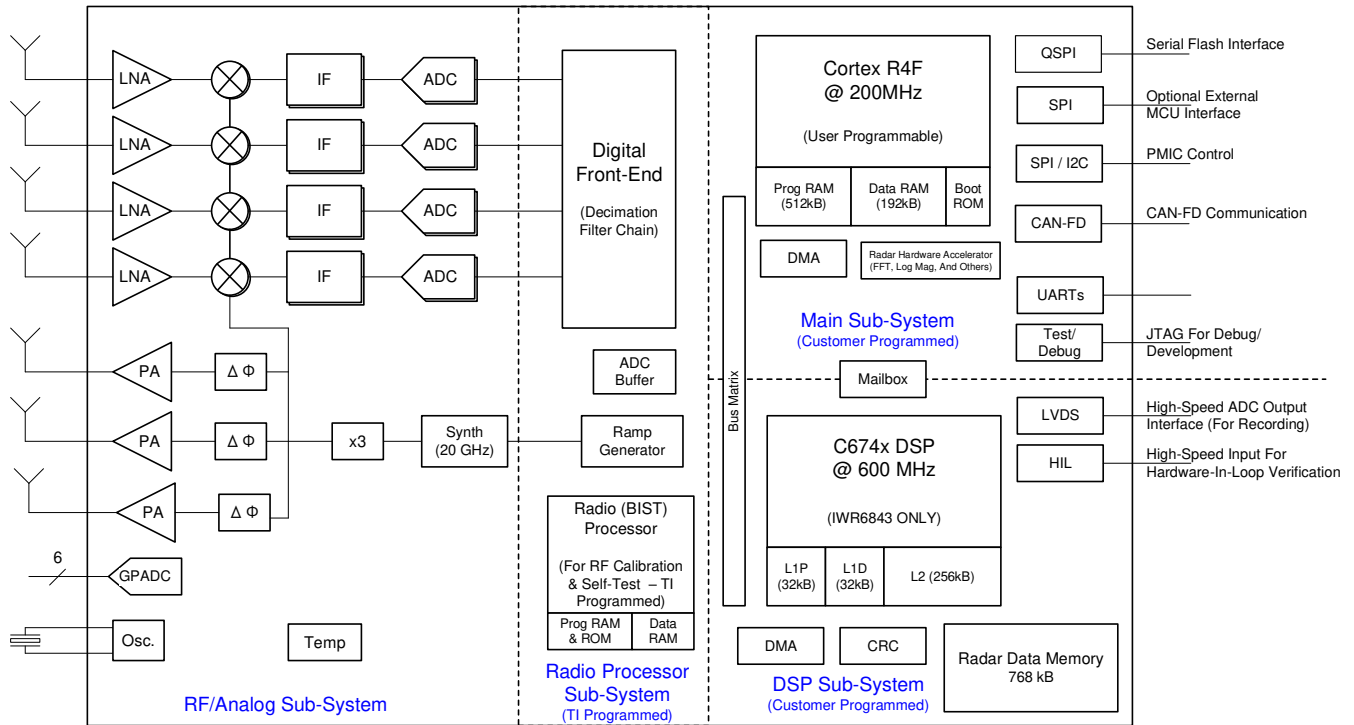 LNA
IF
ADC
LNA
IF
ADC
LNA
IF
ADC
LNA
IF
ADC
Digital
Front-End
(Decimation
Filter Chain)
PA
Δ Φ
PA
Δ Φ
PA
Δ Φ
x3
Synth
(20 GHz)
ADC
Buffer
Ramp
Generator
6
GPADC
Osc.
Temp
RF/Analog Sub-System
Radio (BIST)
Processor
(For RF Calibration
& Self-Test – TI
Programmed)
Prog RAM
& ROM
Data
RAM
Radio Processor
Sub-System
(TI Programmed)
Bus Matrix
Cortex R4F
@ 200MHz
(User Programmable)
Prog RAM
(512kB)
Data RAM
(192kB)
Boot
ROM
DMA
Radar Hardware Accelerator
(FFT, Log Mag, And Others)
Main Sub-System
(Customer Programmed)
Mailbox
C674x DSP
@ 600 MHz
(IWR6843 ONLY)
L1P
(32kB)
L1D
(32kB)
L2 (256kB)
DMA
CRC
DSP Sub-System
(Customer Programmed)
Radar Data Memory
768 kB
QSPI
Serial Flash Interface
SPI
Optional External
MCU Interface
SPI / I2C
PMIC Control
CAN-FD
CAN-FD Communication
UARTs
Test/
Debug
JTAG For Debug/
Development
LVDS
High-Speed ADC Output
Interface (For Recording)
HIL
High-Speed Input For
Hardware-In-Loop Verification